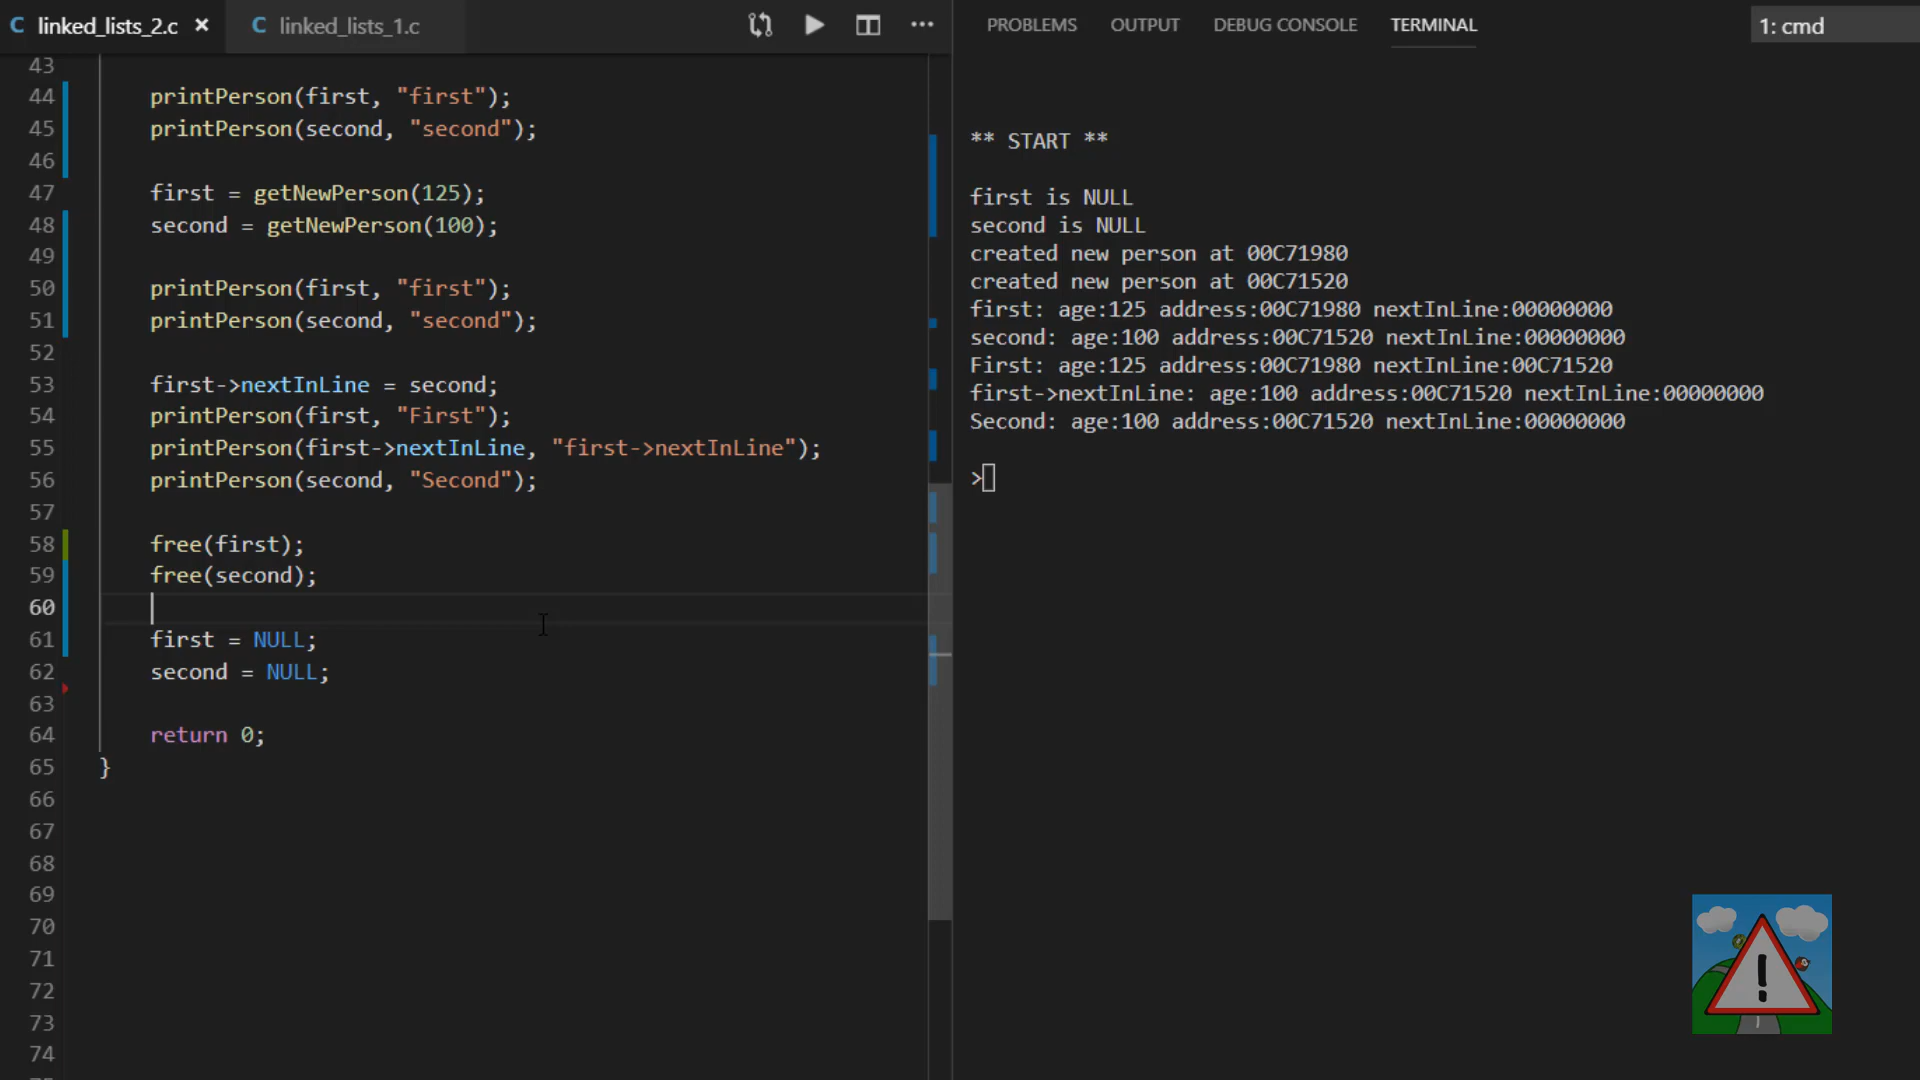 C linked_lists_2.c ×
C linked_lists_1.c
PROBLEMS
OUTPUT
DEBUG CONSOLE
TERMINAL
1: cmd
43
44 printPerson(first, "first");
45 printPerson(second, "second");
46
47 first = getNewPerson(125);
48 second = getNewPerson(100);
49
50 printPerson(first, "first");
51 printPerson(second, "second");
52
53 first->nextInLine = second;
54 printPerson(first, "First");
55 printPerson(first->nextInLine, "first->nextInLine");
56 printPerson(second, "Second");
57
58 free(first);
59 free(second);
60
61 first = NULL;
62 second = NULL;
63
64 return 0;
65 }
66
67
68
69
70
71
72
73
74
** START **
first is NULL
second is NULL
created new person at 00C71980
created new person at 00C71520
first: age:125 address:00C71980 nextInLine:00000000
second: age:100 address:00C71520 nextInLine:00000000
First: age:125 address:00C71980 nextInLine:00C71520
first->nextInLine: age:100 address:00C71520 nextInLine:00000000
Second: age:100 address:00C71520 nextInLine:00000000
>
!